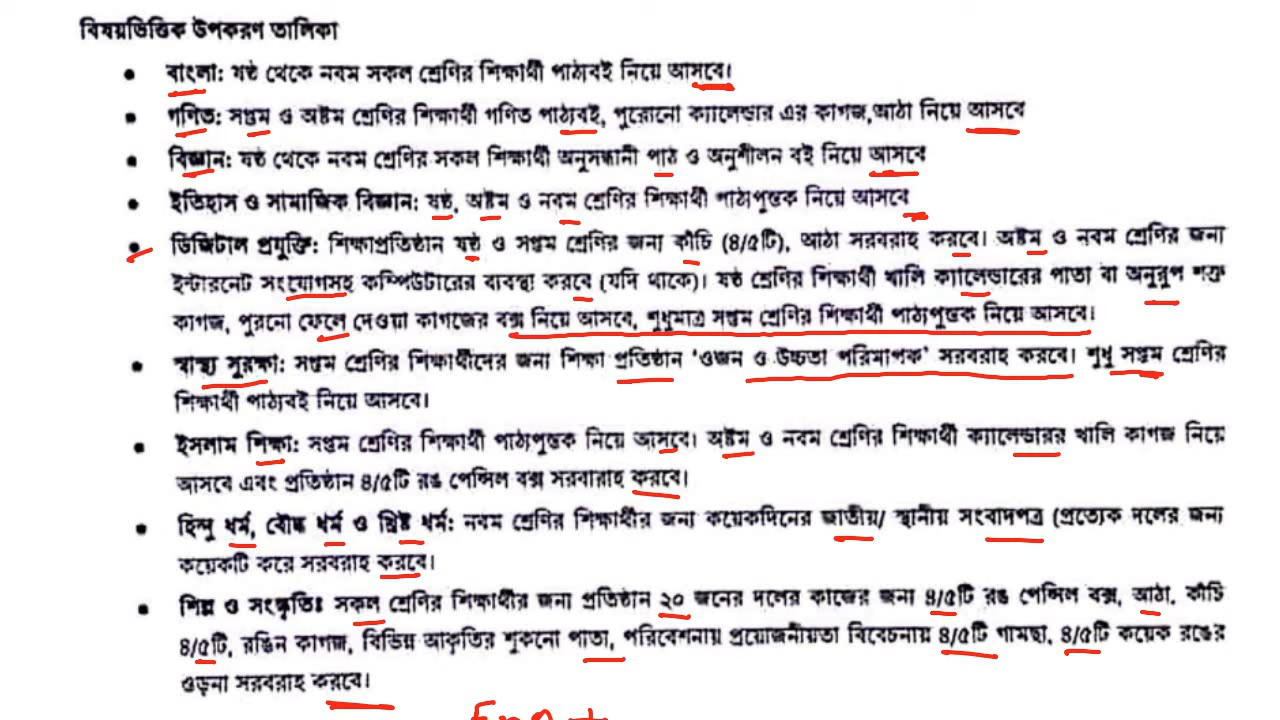 বিষয়ভিত্তিক উপকরণ তালিকা
• বাংলা: ষষ্ঠ থেকে নবম সকল শ্রেণির শিক্ষার্থী পাঠ্যবই নিয়ে আসবে।
• গণিত: সপ্তম ও অষ্টম শ্রেণির শিক্ষার্থী গণিত পাঠ্যবই, পুরোনো ক্যালেন্ডার এর কাগজ,আঠা নিয়ে আসবে
• বিজ্ঞান: ষষ্ঠ থেকে নবম শ্রেণির সকল শিক্ষার্থী অনুসন্ধানী পাঠ ও অনুশীলন বই নিয়ে আসবে
• ইতিহাস ও সামাজিক বিজ্ঞান: ষষ্ঠ, অষ্টম ও নবম শ্রেণির শিক্ষার্থী পাঠ্যপুস্তক নিয়ে আসবে
• ডিজিটাল প্রযুক্তি: শিক্ষাপ্রতিষ্ঠান ষষ্ঠ ও সপ্তম শ্রেণির জন্য কাঁচি (৪/৫টি), আঠা সরবরাহ করবে। অষ্টম ও নবম শ্রেণির জন্য
ইন্টারনেট সংযোগসহ কম্পিউটারের ব্যবস্থা করবে (যদি থাকে)। ষষ্ঠ শ্রেণির শিক্ষার্থী খালি ক্যালেন্ডারের পাতা বা অনুরূপ শক্ত
কাগজ, পুরনো ফেলে দেওয়া কাগজের বক্স নিয়ে আসবে, শুধুমাত্র সপ্তম শ্রেণির শিক্ষার্থী পাঠ্যপুস্তক নিয়ে আসবে।
• স্বাস্থ্য সুরক্ষা: সপ্তম শ্রেণির শিক্ষার্থীদের জন্য শিক্ষা প্রতিষ্ঠান 'ওজন ও উচ্চতা পরিমাপক' সরবরাহ করবে। শুধু সপ্তম শ্রেণির
শিক্ষার্থী পাঠ্যবই নিয়ে আসবে।
• ইসলাম শিক্ষা: সপ্তম শ্রেণির শিক্ষার্থী পাঠ্যপুস্তক নিয়ে আসবে। অষ্টম ও নবম শ্রেণির শিক্ষার্থী ক্যালেন্ডারর খালি কাগজ নিয়ে
আসবে এবং প্রতিষ্ঠান ৪/৫টি রঙ পেন্সিল বক্স সরবারাহ করবে।
• হিন্দু ধর্ম, বৌদ্ধ ধর্ম ও খ্রিষ্ট ধর্ম: নবম শ্রেণির শিক্ষার্থীর জন্য কয়েকদিনের জাতীয়/ স্থানীয় সংবাদপত্র (প্রত্যেক দলের জন্য
কয়েকটি করে সরবরাহ করবে।
• শিল্প ও সংস্কৃতিঃ সকল শ্রেণির শিক্ষার্থীর জন্য প্রতিষ্ঠান ২০ জনের দলের কাজের জন্য ৪/৫টি রঙ পেন্সিল বক্স, আঠা, কাঁচি
৪/৫টি, রঙিন কাগজ, বিভিন্ন আকৃতির শুকনো পাতা, পরিবেশনায় প্রয়োজনীয়তা বিবেচনায় ৪/৫টি গামছা, ৪/৫টি কয়েক রঙের
ওড়না সরবরাহ করবে।